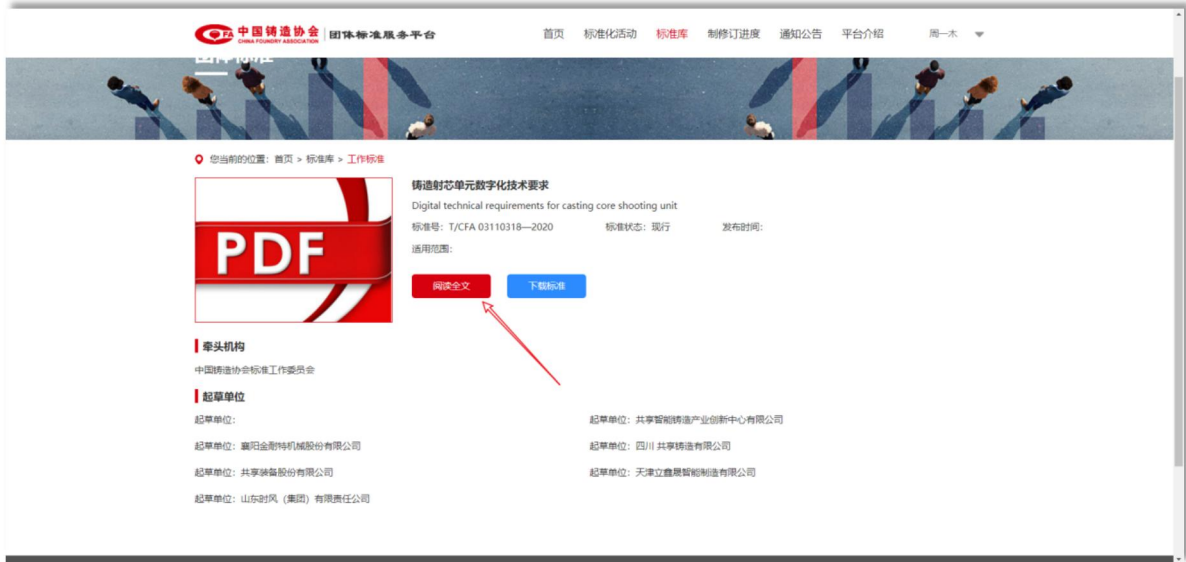 中国铸造协会 团体标准服务平台
CHINA FOUNDRY ASSOCIATION
首页 标准化活动 标准库 制修订进度 通知公告 平台介绍 周一木
团体标准
您当前的位置：首页 > 标准库 > 工作标准
PDF
铸造射芯单元数字化技术要求
Digital technical requirements for casting core shooting unit
标准号：T/CFA 03110318—2020 标准状态：现行 发布时间：
适用范围：
阅读全文 下载标准
牵头机构
中国铸造协会标准工作委员会
起草单位
起草单位： 起草单位：共享智能铸造产业创新中心有限公司
起草单位：襄阳金耐特机械股份有限公司 起草单位：四川 共享铸造有限公司
起草单位：共享装备股份有限公司 起草单位：天津立鑫晟智能制造有限公司
起草单位：山东时风（集团）有限责任公司